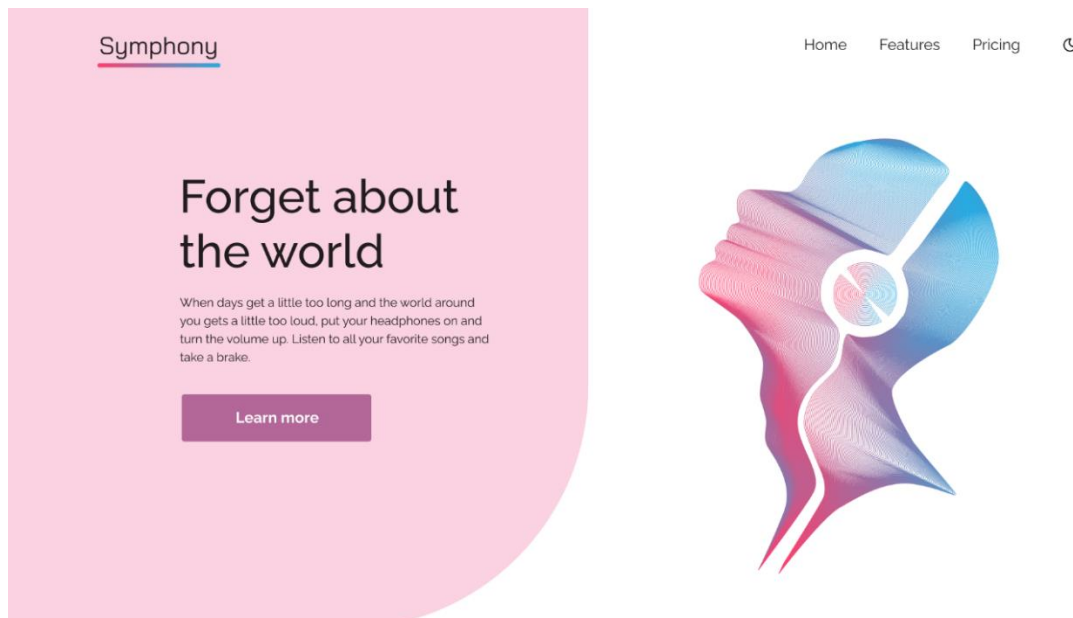 Symphony
Home Features Pricing
Forget about
the world
When days get a little too long and the world around
you gets a little too loud, put your headphones on and
turn the volume up. Listen to all your favorite songs and
take a brake.
Learn more